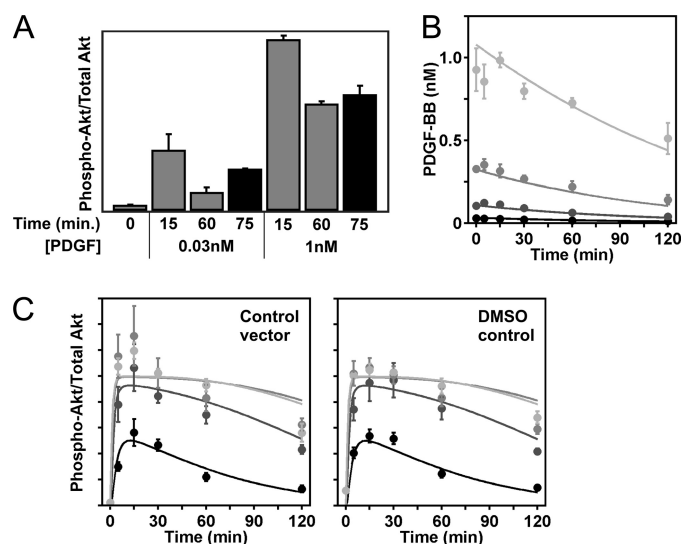 A
Phospho-Akt/Total Akt
Time (min.) 0 15 60 75 15 60 75
[PDGF] 0.03nM 1nM
B
PDGF-BB (nM)
1.0
0.5
0
0 30 60 90 120
Time (min)
C
Phospho-Akt/Total Akt
Control
vector
0 30 60 90 120
Time (min)
DMSO
control
0 30 60 90 120
Time (min)